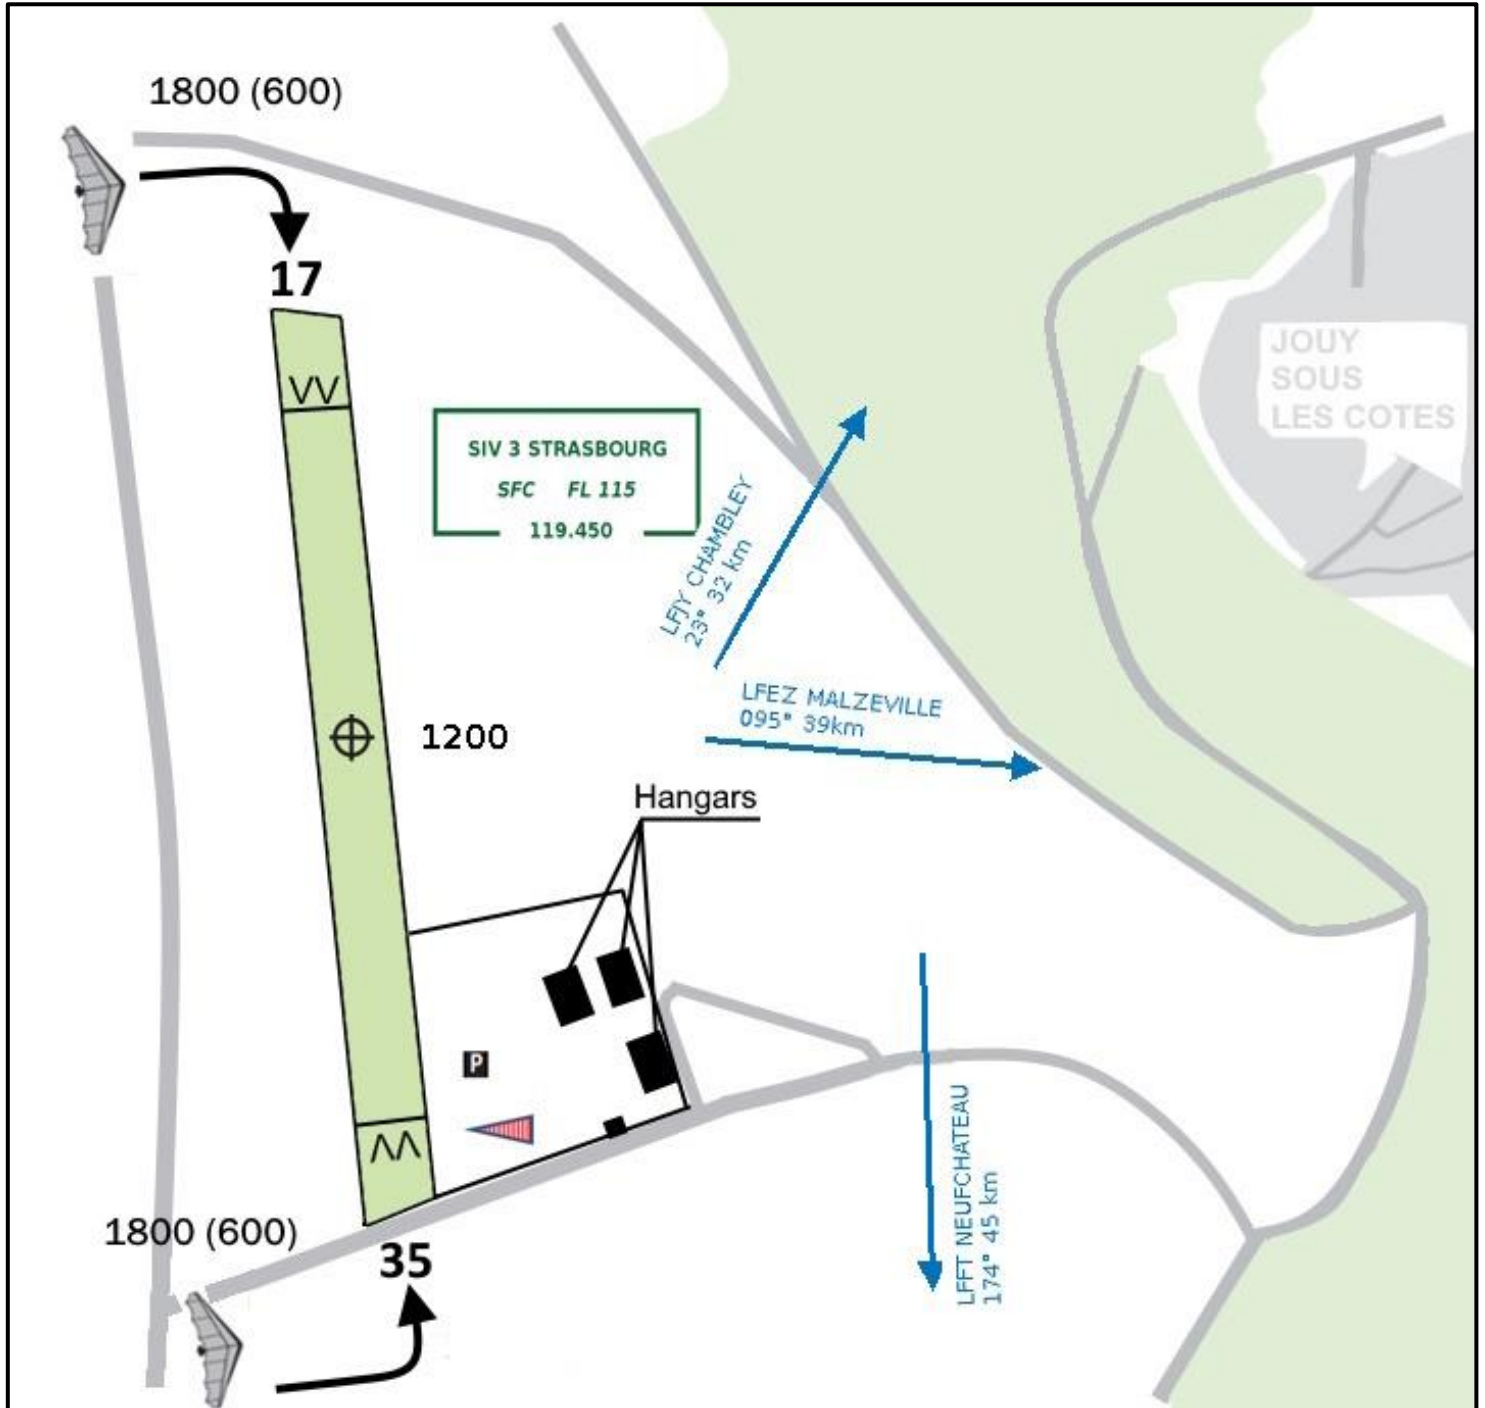 1800 (600)
17
JOUY
SOUS
LES COTES
SIV 3 STRASBOURG
SFC FL 115
119.450
LFJY CHAMBLEY
23° 32 km
LFEZ MALZEVILLE
095° 39km
1200
Hangars
P
LFFT NEUFCHATEAU
174° 45 km
1800 (600)
35